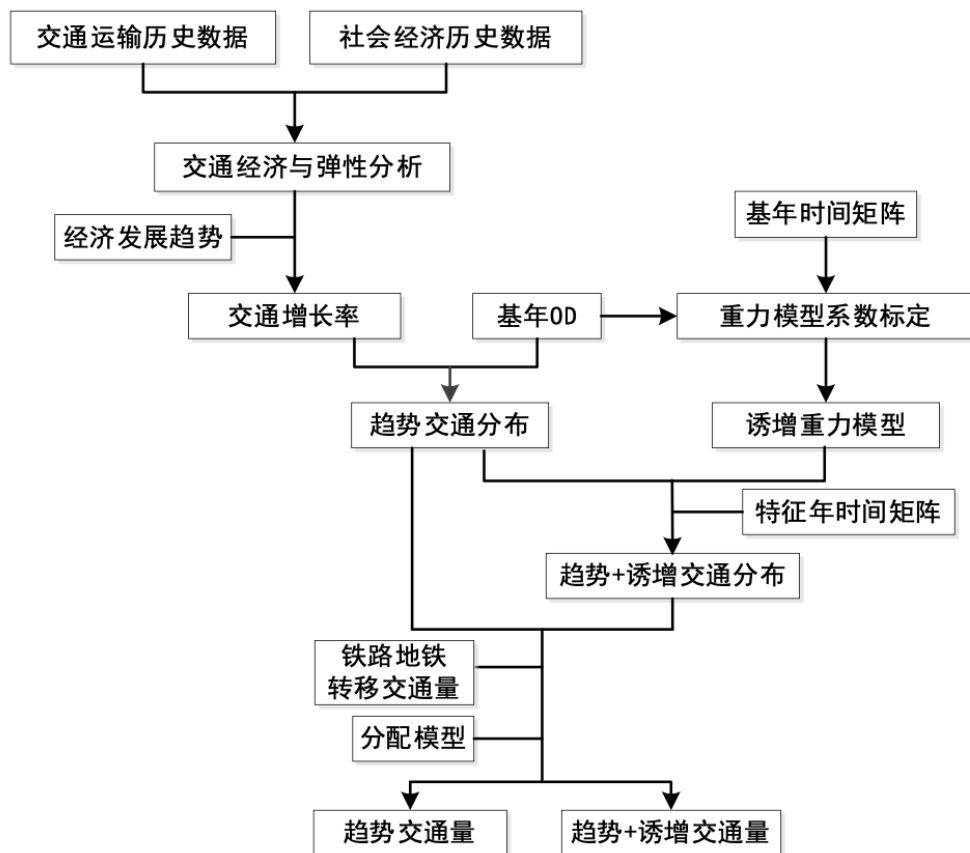 交通运输历史数据
社会经济历史数据
交通经济与弹性分析
基年时间矩阵
经济发展趋势
交通增长率
基年OD
重力模型系数标定
趋势交通分布
诱增重力模型
特征年时间矩阵
趋势+诱增交通分布
铁路地铁
转移交通量
分配模型
趋势交通量
趋势+诱增交通量